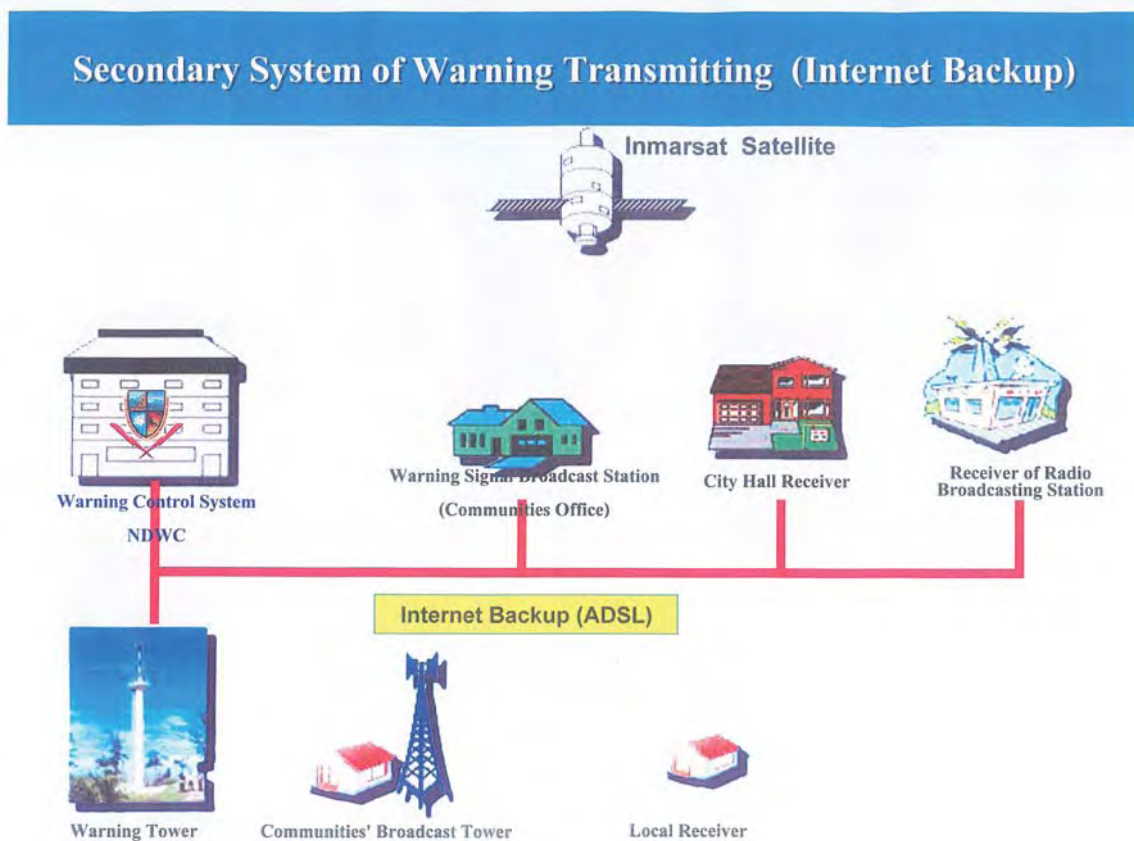 Secondary System of Warning Transmitting (Internet Backup)
Inmarsat Satellite
Warning Control System
NDWC
Warning Signal Broadcast Station
(Communities Office)
City Hall Receiver
Receiver of Radio
Broadcasting Station
Internet Backup (ADSL)
Warning Tower
Communities' Broadcast Tower
Local Receiver